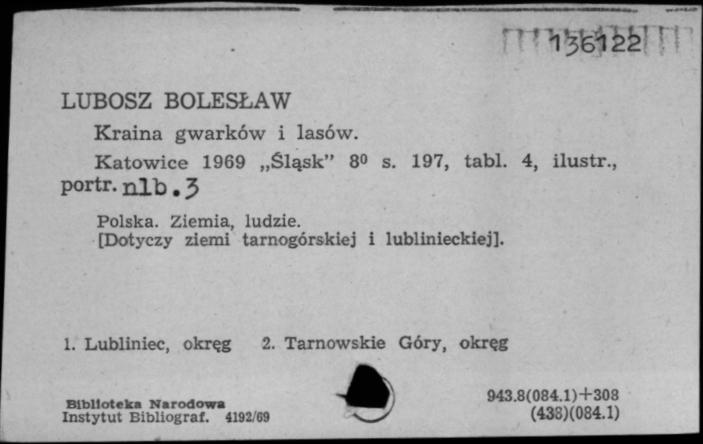 136122
LUBOSZ BOLESŁAW
Kraina gwarków i lasów.
Katowice 1969 „Śląsk” 8⁰ s. 197, tabl. 4, ilustr.,
portr. nlb. 3
Polska. Ziemia, ludzie.
[Dotyczy ziemi tarnogórskiej i lublinieckiej].
1. Lubliniec, okręg 2. Tarnowskie Góry, okręg
Biblioteka Narodowa
Instytut Bibliograf. 4192/69
943.8(084.1)+308
(438)(084.1)